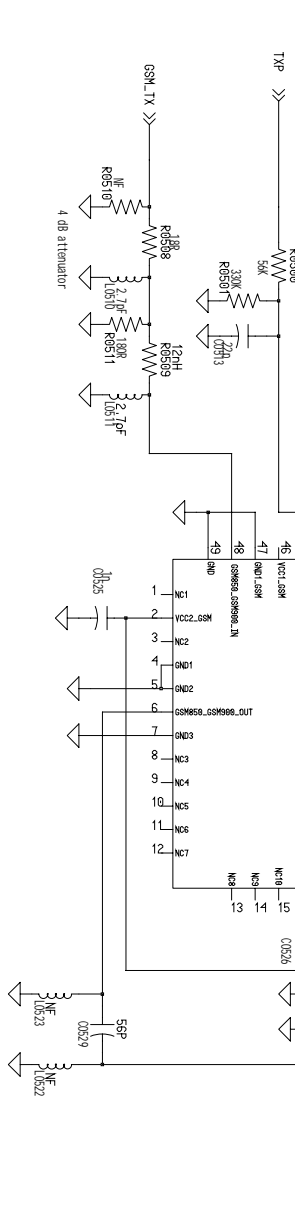 TXP
GSM_TX
NF
R0510
18R
R0508
56K
330K
R0501
22p
C0513
4 dB attenuator
2.7pF
L0510
180R
R0511
12nH
R0509
2.7pF
L0511
49
GND
48
GSM850_GSM900_IN
47
GND1_GSM
46
VCC1_GSM
C0525
1 NC1
2 VCC2_GSM
3 NC2
4 GND1
5 GND2
6 GSM850_GSM900_OUT
7 GND3
8 NC3
9 NC4
10 NC5
11 NC6
12 NC7
NC8
13
NC9
14
NC10
15
C0526
NF
L0523
56P
C0529
NF
L0522